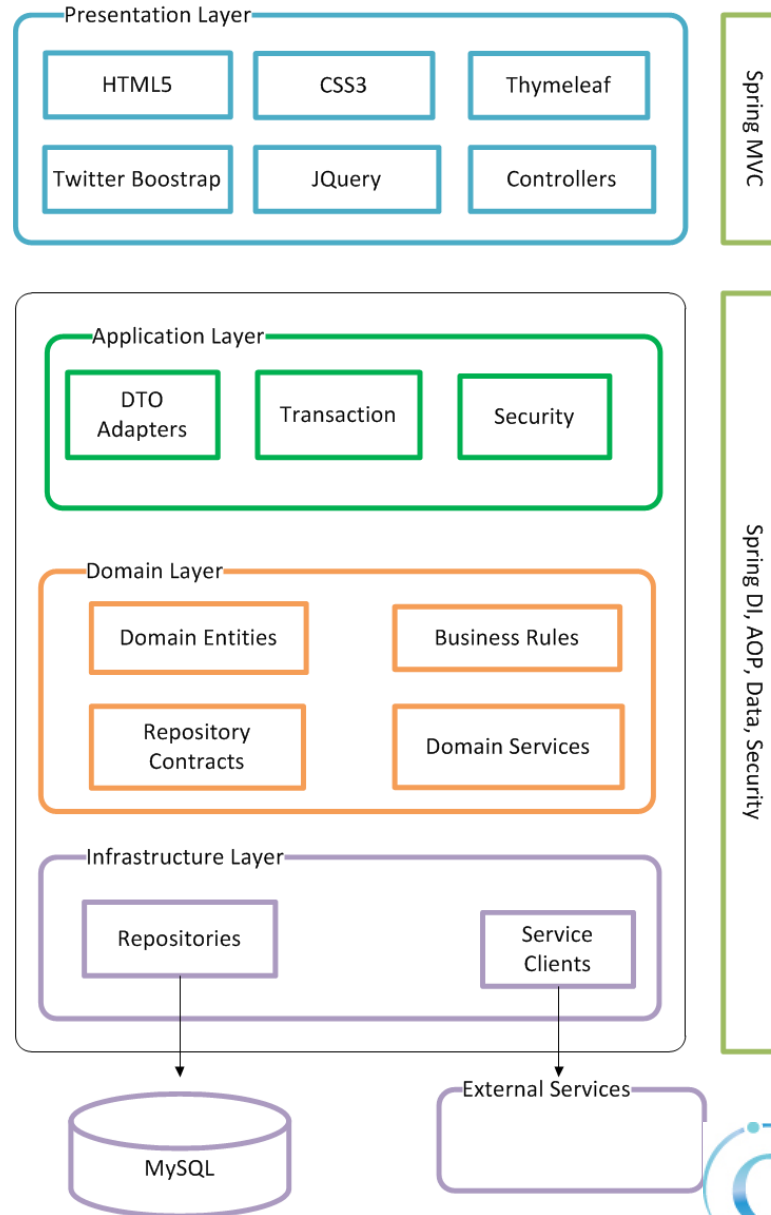 Presentation Layer
HTML5
CSS3
Thymeleaf
Twitter Boostrap
JQuery
Controllers
Spring MVC
Application Layer
DTO
Adapters
Transaction
Security
Domain Layer
Domain Entities
Business Rules
Repository
Contracts
Domain Services
Spring DI, AOP, Data, Security
Infrastructure Layer
Repositories
Service
Clients
External Services
MySQL